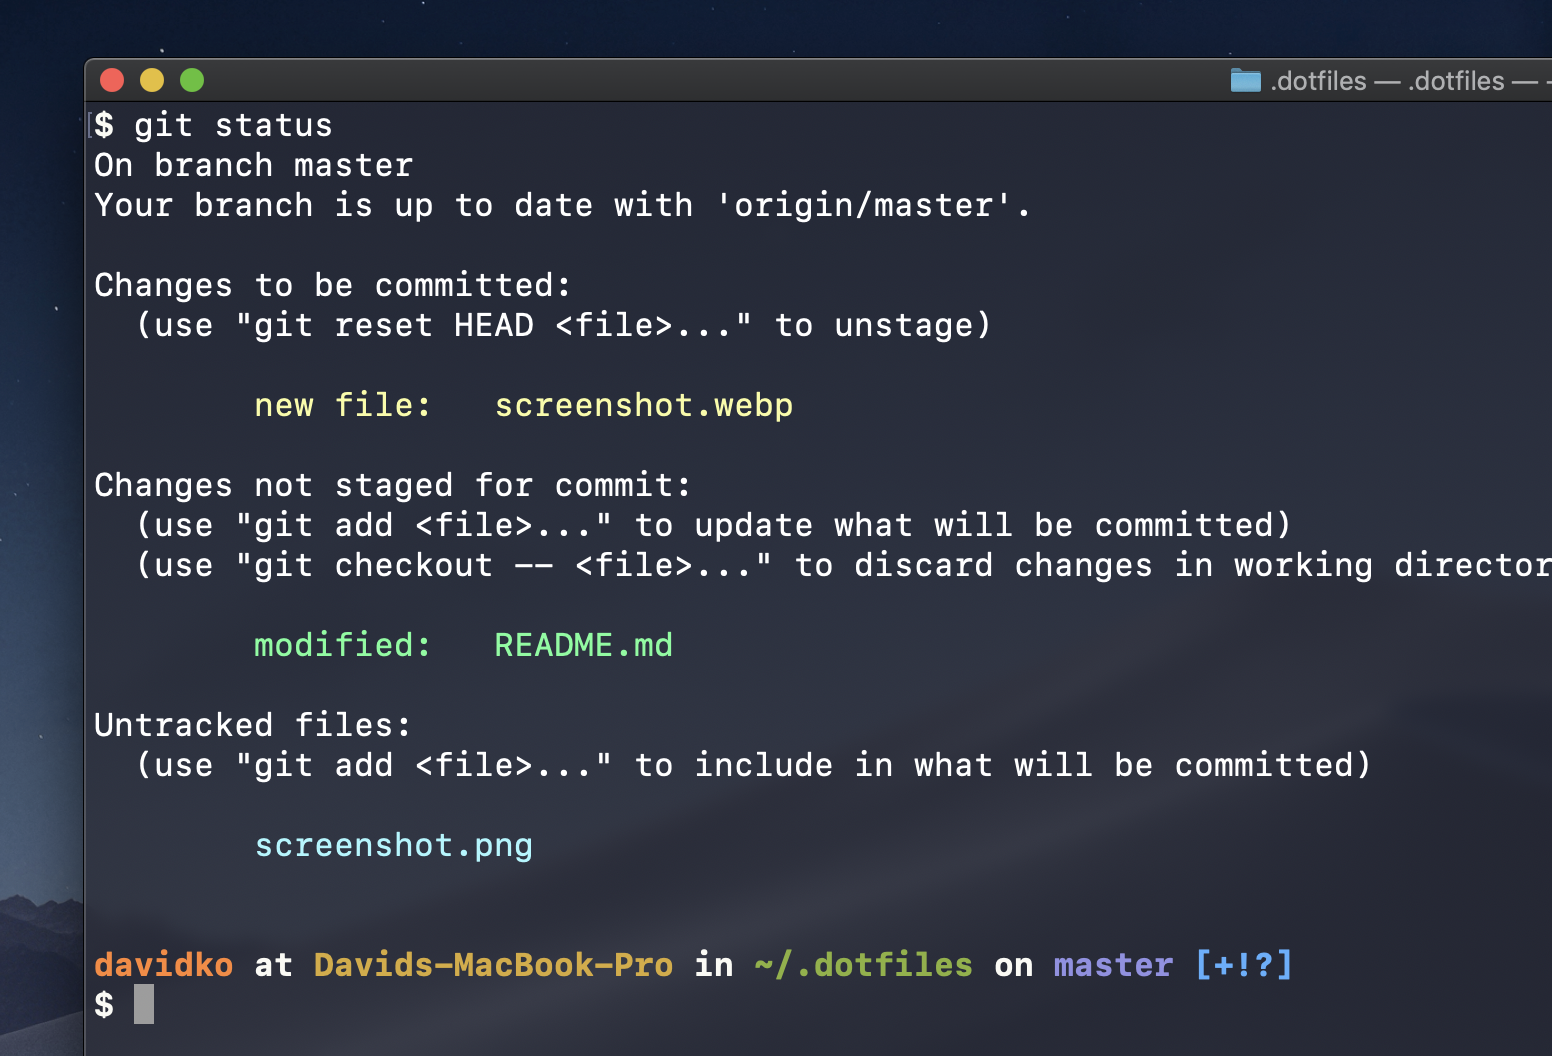 .dotfiles — .dotfiles —
$ git status
On branch master
Your branch is up to date with 'origin/master'.
Changes to be committed:
(use "git reset HEAD <file>..." to unstage)
new file:   screenshot.webp
Changes not staged for commit:
(use "git add <file>..." to update what will be committed)
(use "git checkout -- <file>..." to discard changes in working director
modified:   README.md
Untracked files:
(use "git add <file>..." to include in what will be committed)
screenshot.png
davidko at Davids-MacBook-Pro in ~/.dotfiles on master [+!?]
$